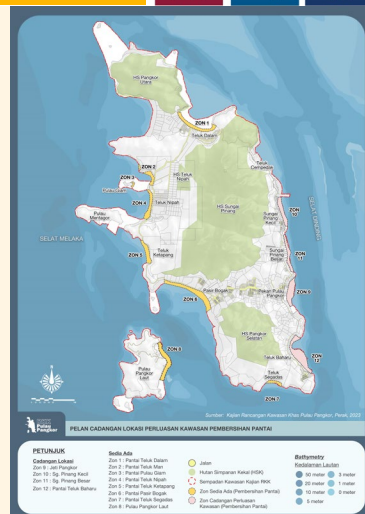 HS Pangkor
Utara
ZON 1
Teluk Dalam
ZON 2
ZON 3
Pulau Giam
HS Teluk
Nipah
Teluk
Cempedak
ZON 4
Teluk Nipah
HS Sungai
Pinang
Pulau
Mentagor
Sungai
Pinang
Kecil
ZON
10
SELAT DINDING
SELAT MELAKA
ZON 5
Teluk
Ketapang
Sungai
Pinang
Besar
ZON
11
Pasir Bogak
Pekan Pulau
Pangkor
ZON 9
ZON 6
HS Pangkor
Selatan
ZON 8
Pulau
Pangkor
Laut
Teluk Baharu
ZON
12
Teluk
Segadas
ZON 7
Sumber: Kajian Rancangan Kawasan Khas Pulau Pangkor, Perak, 2023
Pulau
Pangkor
PELAN CADANGAN LOKASI PERLUASAN KAWASAN PEMBERSIHAN PANTAI
PETUNJUK
Cadangan Lokasi
Zon 9 : Jeti Pangkor
Zon 10 : Sg. Pinang Kecil
Zon 11 : Sg. Pinang Besar
Zon 12 : Pantai Teluk Baharu
Sedia Ada
Zon 1 : Pantai Teluk Dalam
Zon 2 : Pantai Teluk Mian
Zon 3 : Pantai Pulau Giam
Zon 4 : Pantai Teluk Nipah
Zon 5 : Pantai Teluk Ketapang
Zon 6 : Pantai Pasir Bogak
Zon 7 : Pantai Teluk Segadas
Zon 8 : Pulau Pangkor Laut
Jalan
Hutan Simpanan Kekal (HSK)
Sempadan Kawasan Kajian RKK
Zon Sedia Ada (Pembersihan Pantai)
Zon Cadangan Perluasan
Kawasan (Pembersihan Pantai)
Bathymetry
Kedalaman Lautan
50 meter
20 meter
10 meter
5 meter
3 meter
1 meter
0 meter